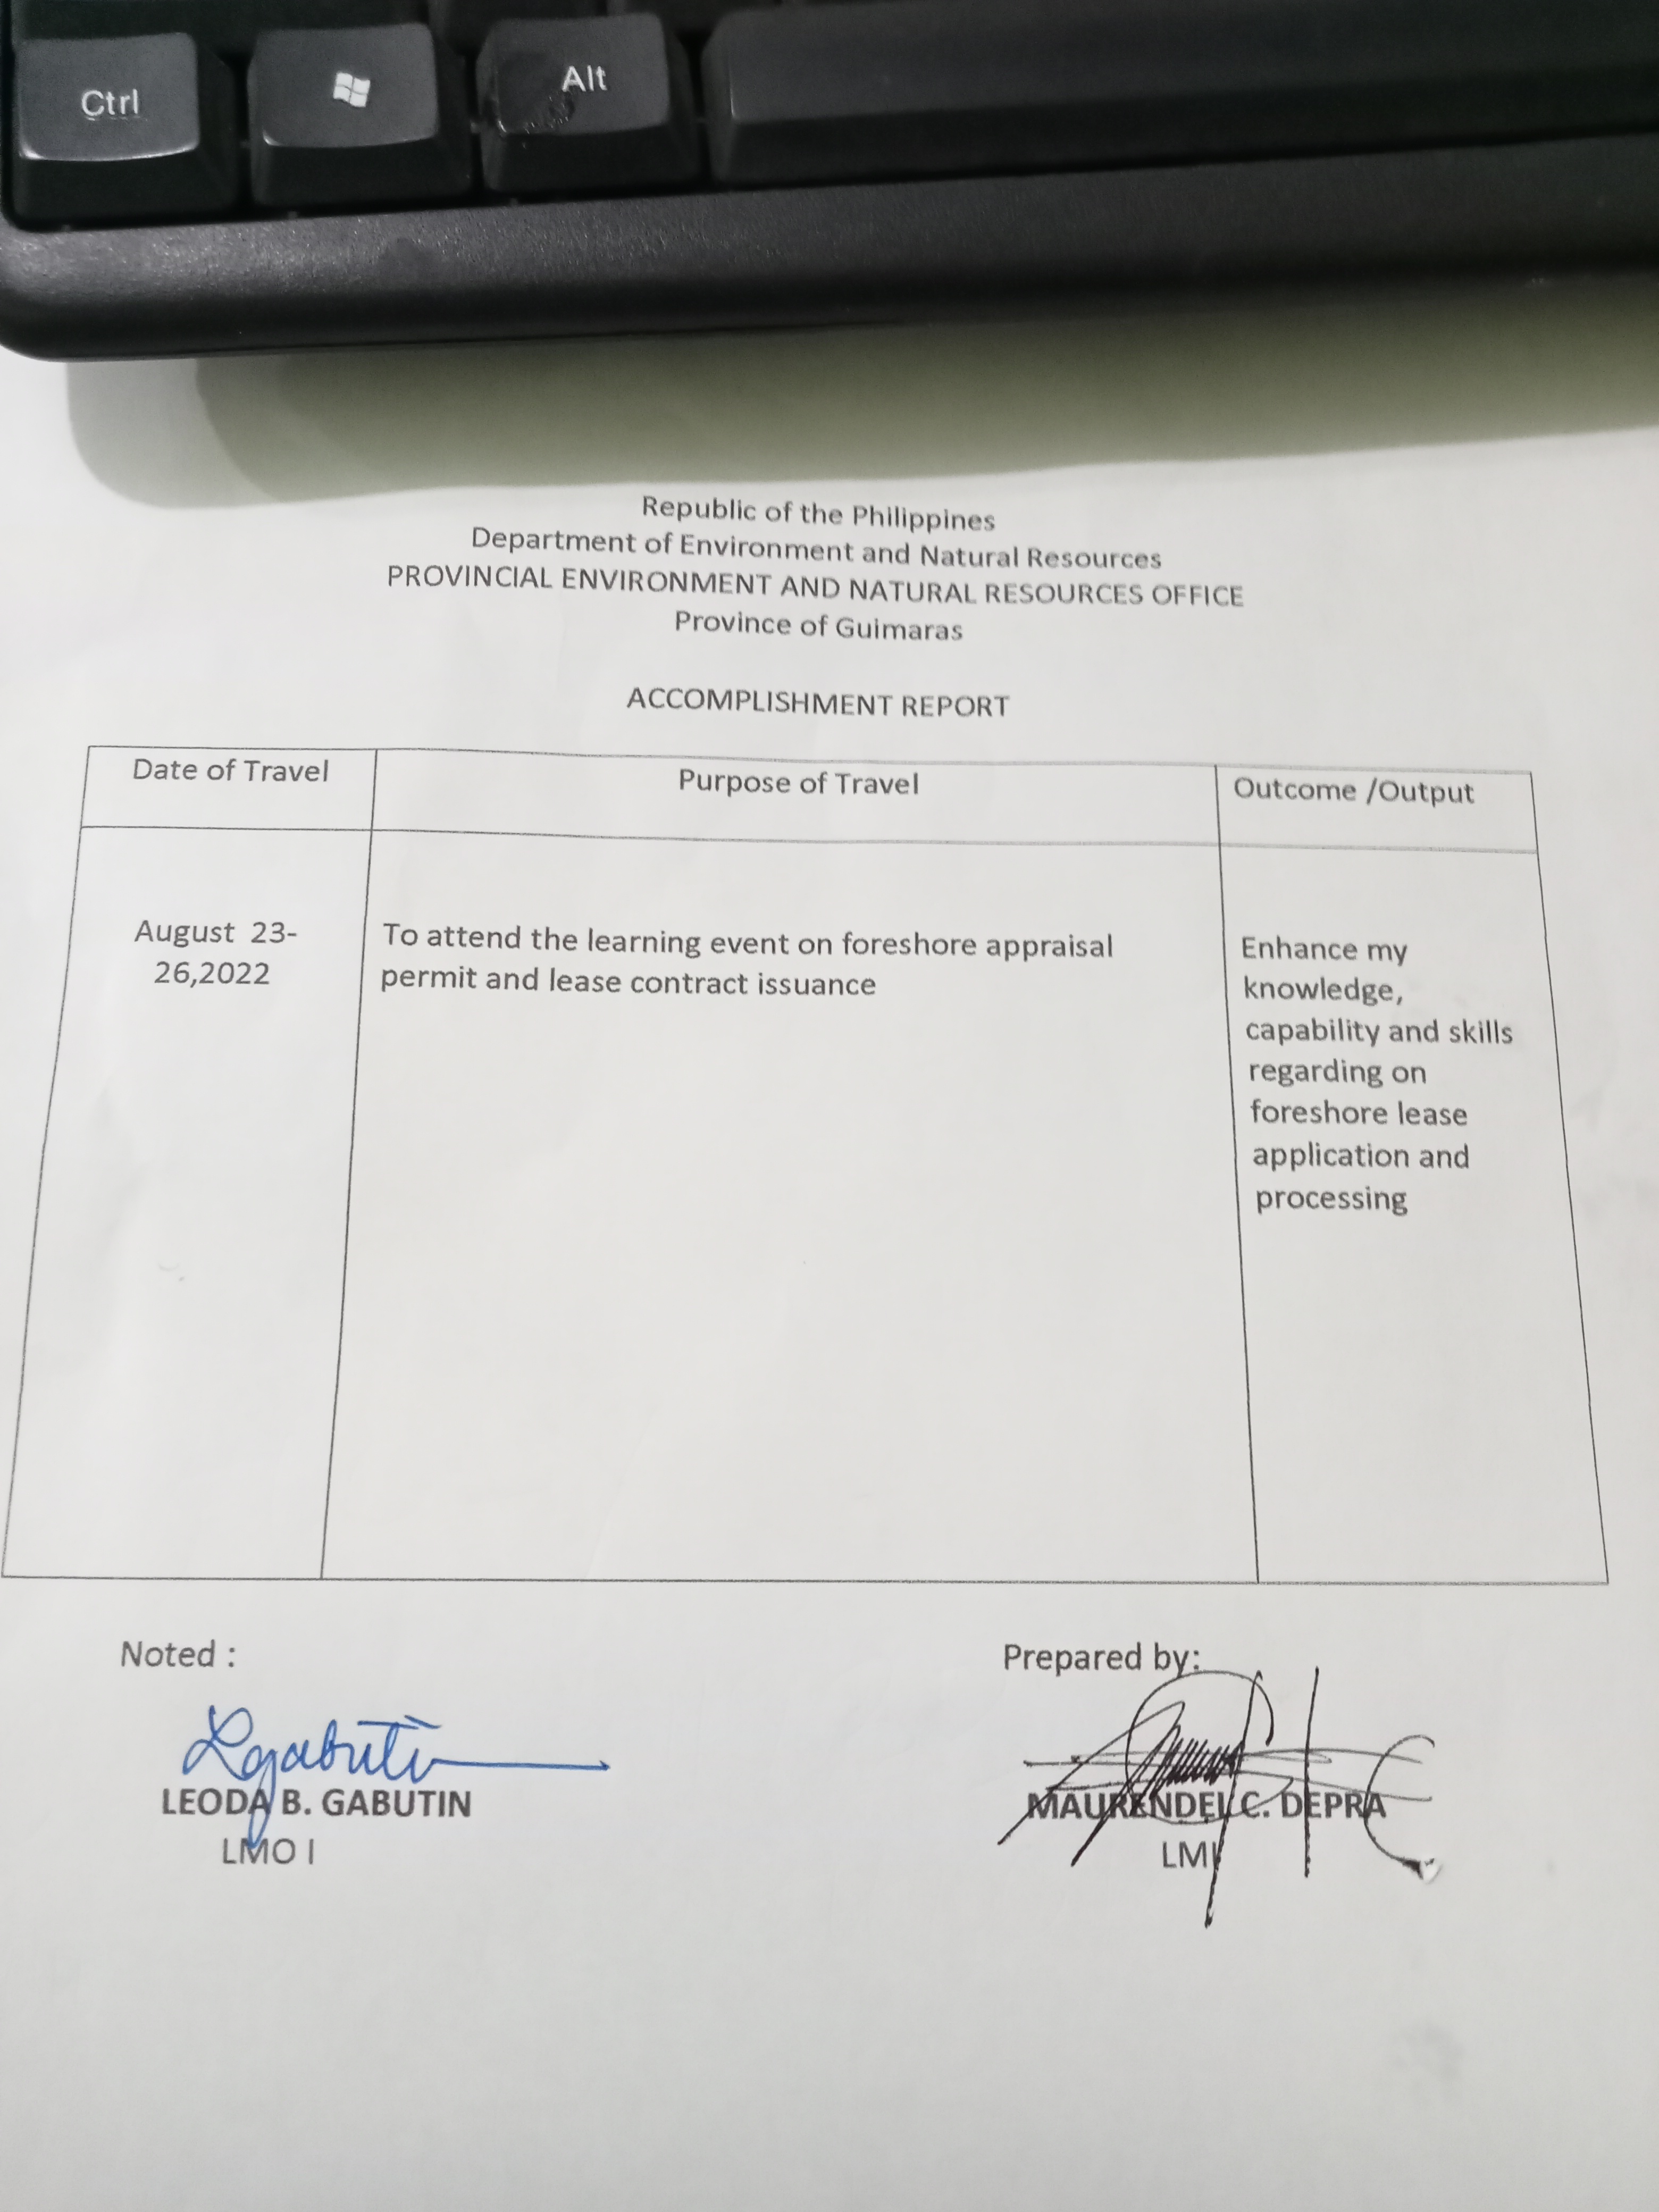 Ctrl
Alt
Republic of the Philippines
Department of Environment and Natural Resources
PROVINCIAL ENVIRONMENT AND NATURAL RESOURCES OFFICE
Province of Guimaras
ACCOMPLISHMENT REPORT
Date of Travel
Purpose of Travel
Outcome /Output
August 23-
26,2022
To attend the learning event on foreshore appraisal
permit and lease contract issuance
Enhance my
knowledge,
capability and skills
regarding on
foreshore lease
application and
processing
Noted :
Lgabutin
LEODA B. GABUTIN
LMO I
Prepared by:
MAURENDEL C. DEPRA
LMI